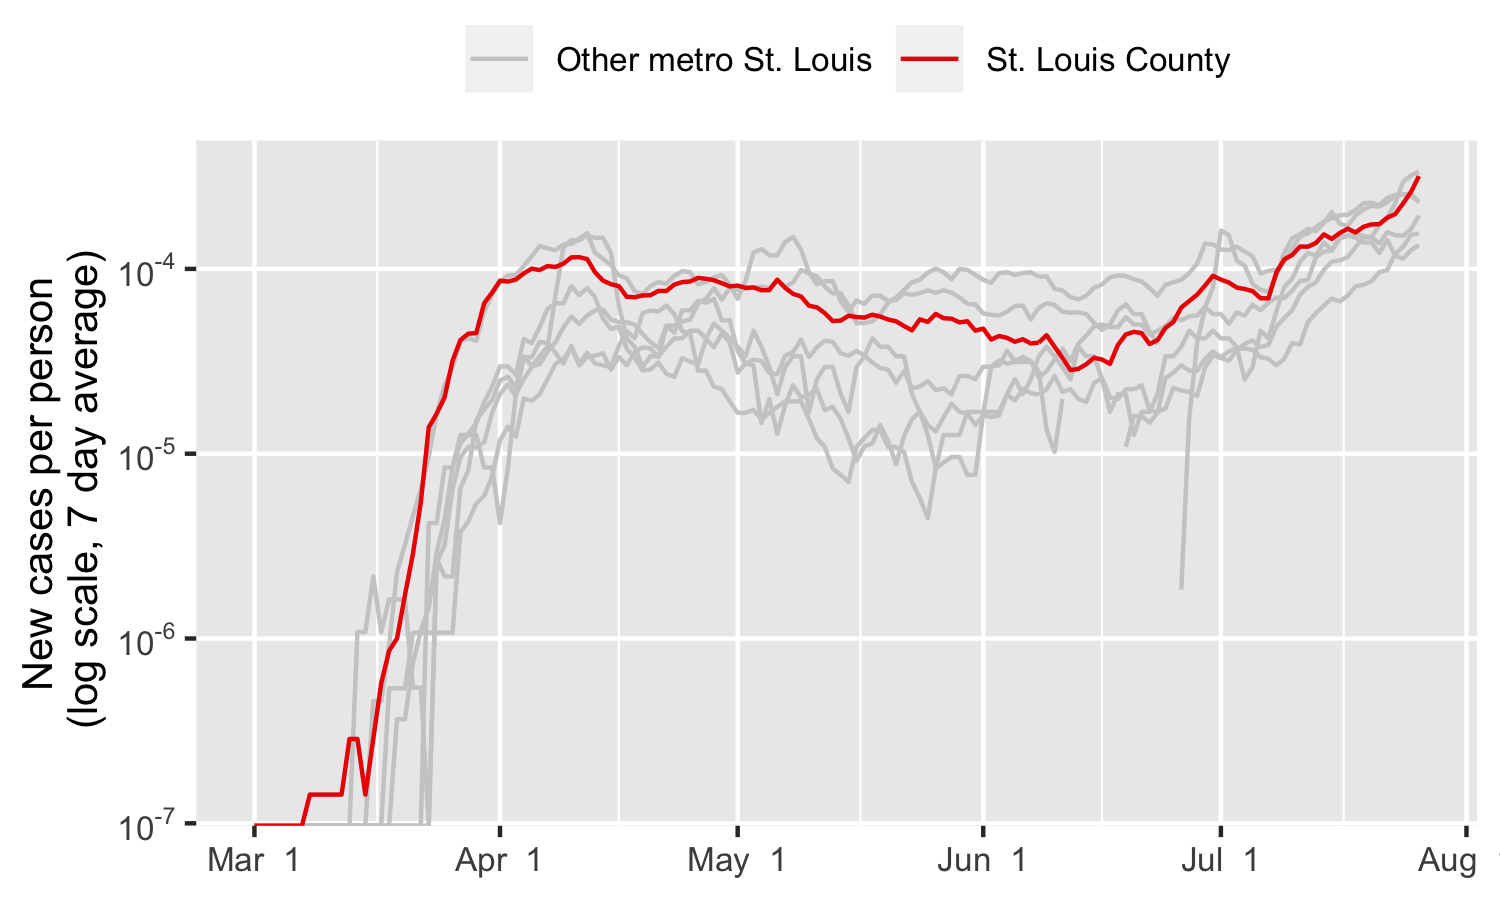 Other metro St. Louis
St. Louis County
New cases per person
(log scale, 7 day average)
10-4
10-5
10-6
10-7
Mar 1
Apr 1
May 1
Jun 1
Jul 1
Aug